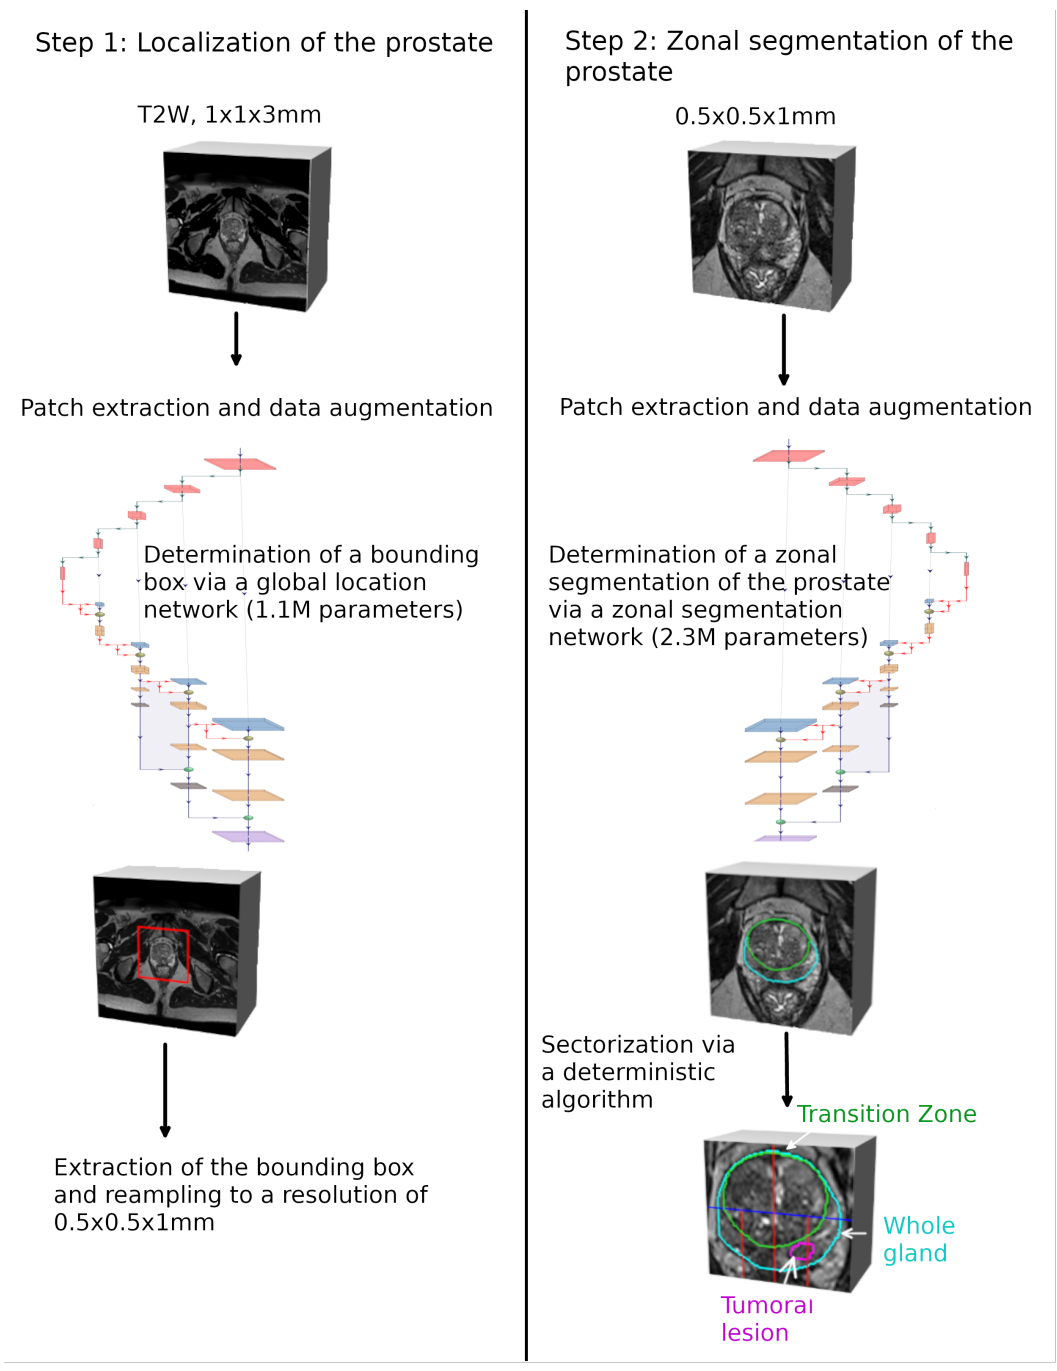 Step 1: Localization of the prostate
T2W, 1x1x3mm
Patch extraction and data augmentation
Determination of a bounding
box via a global location
network (1.1M parameters)
Extraction of the bounding box
and reampling to a resolution of
0.5x0.5x1mm
Step 2: Zonal segmentation of the
prostate
0.5x0.5x1mm
Patch extraction and data augmentation
Determination of a zonal
segmentation of the prostate
via a zonal segmentation
network (2.3M parameters)
Sectorization via
a deterministic
algorithm
Transition Zone
Whole
gland
Tumoral
lesion